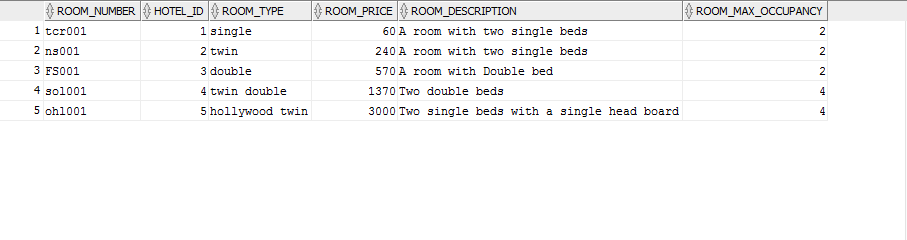 ROOM_NUMBER HOTEL_ID ROOM_TYPE ROOM_PRICE ROOM_DESCRIPTION ROOM_MAX_OCCUPANCY
1 tcr001 1 single 60 A room with two single beds 2
2 ns001 2 twin 240 A room with two single beds 2
3 FS001 3 double 570 A room with Double bed 2
4 sol001 4 twin double 1370 Two double beds 4
5 ohl001 5 hollywood twin 3000 Two single beds with a single head board 4